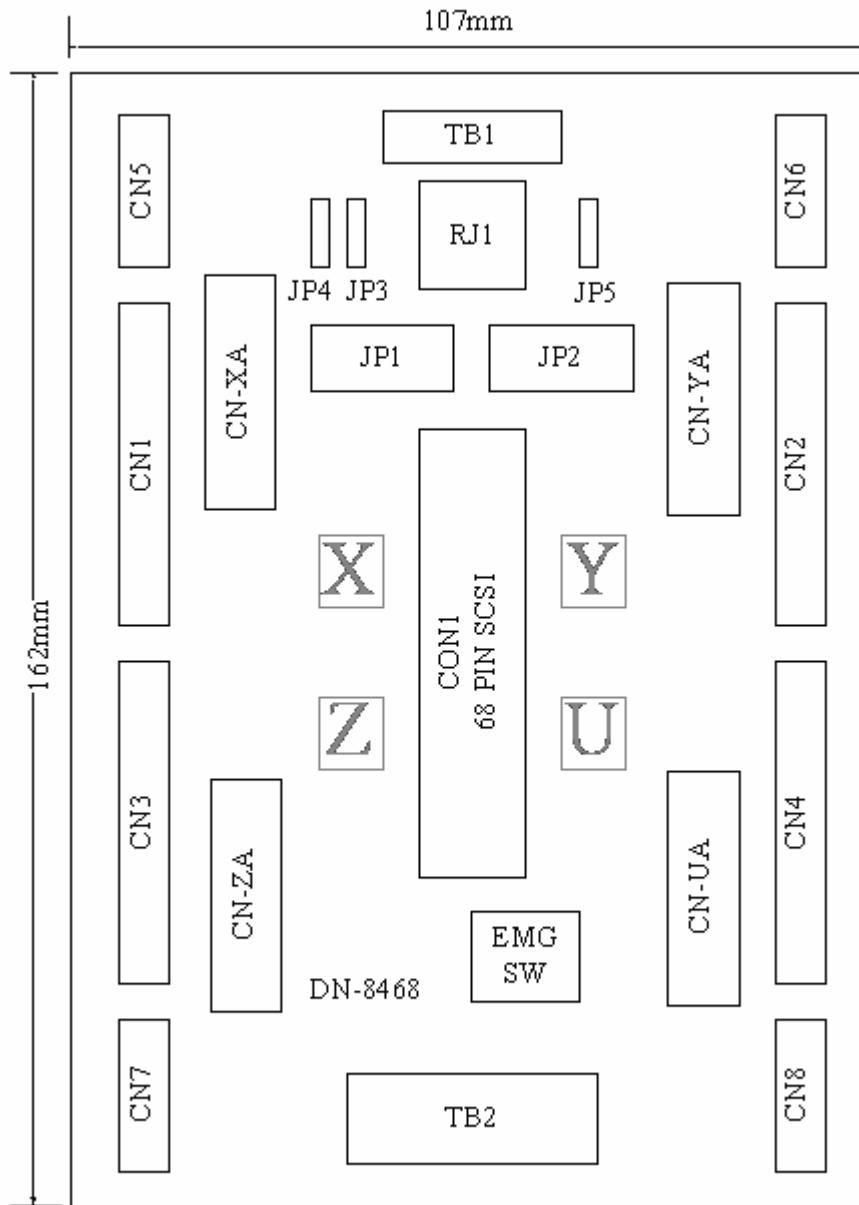 107mm
TB1
CN5
CN6
RJ1
JP4
JP3
JP5
JP1
JP2
CN-XA
CN-YA
CN1
CN2
X
Y
CON1
68 PIN SCSI
162mm
Z
U
CN3
CN4
CN-ZA
CN-UA
EMG
SW
DN-8468
CN7
TB2
CN8